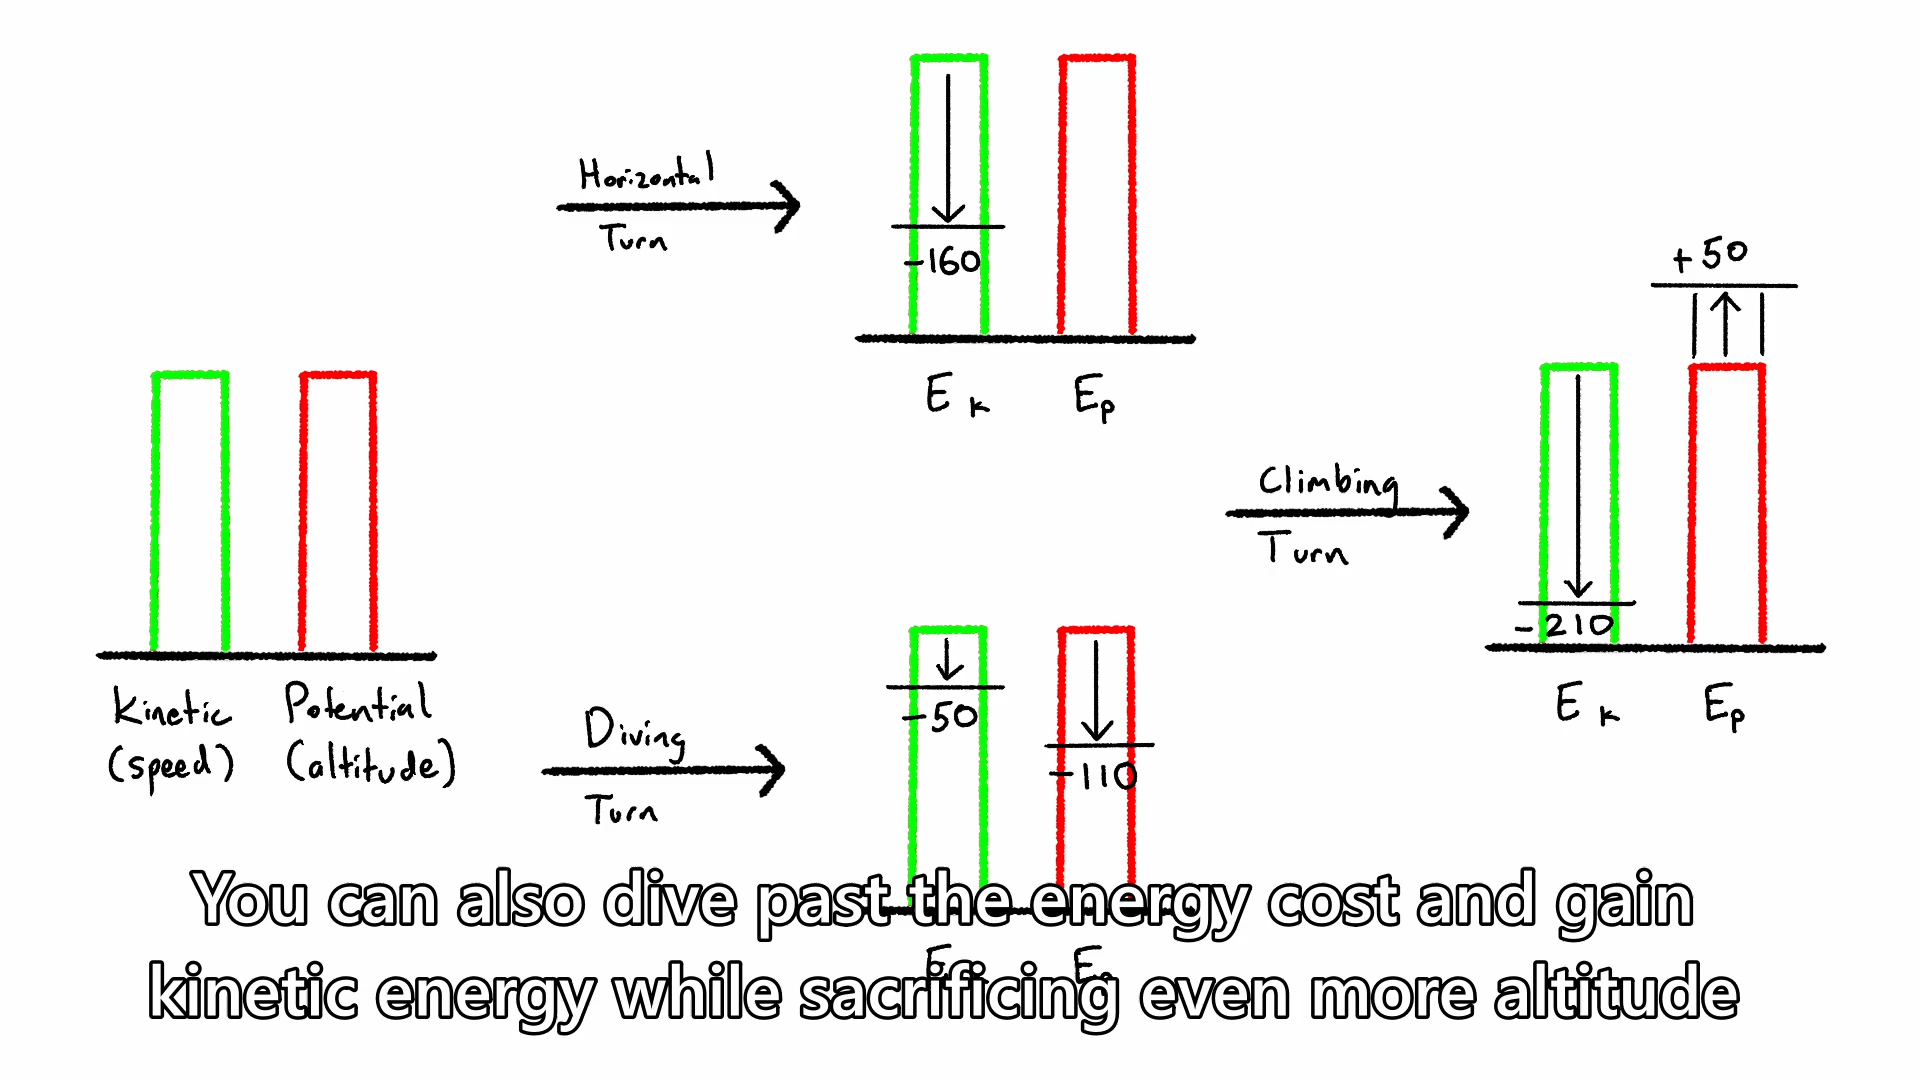 Horizontal
Turn
-160
E k
Ep
Kinetic
(speed)
Potential
(altitude)
Diving
Turn
-50
-110
Climbing
Turn
+50
-210
E k
Ep
You can also dive past the energy cost and gain
kinetic energy while sacrificing even more altitude